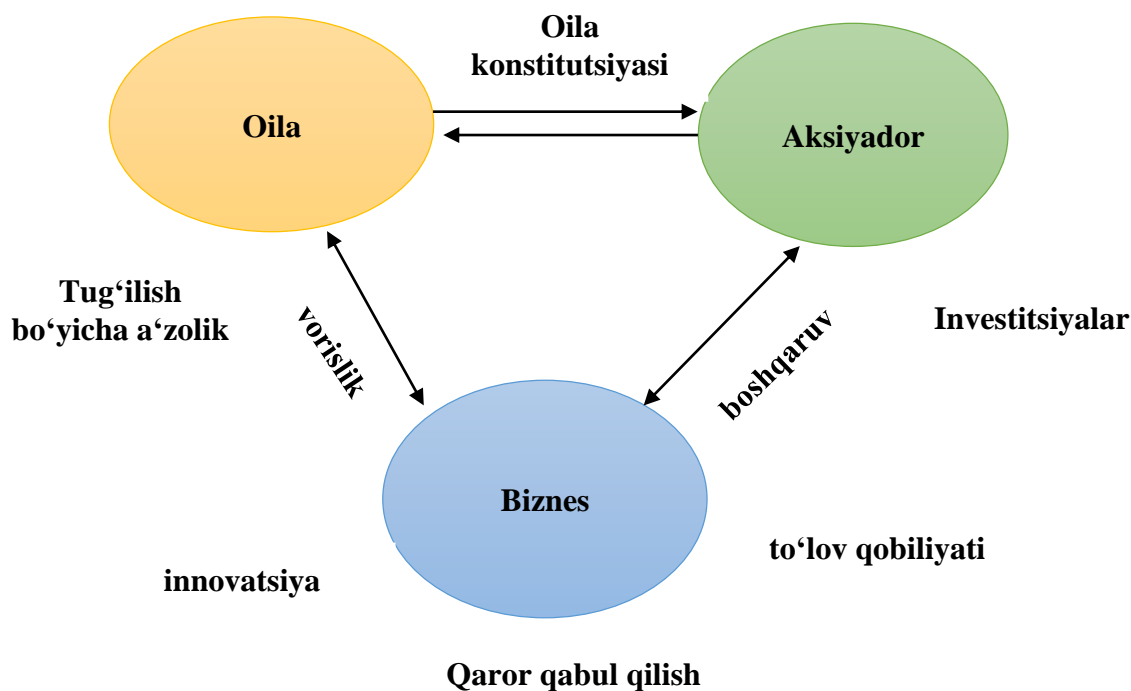 Oila
konstitutsiyasi
Oila
Aksiyador
Tug‘ilish
bo‘yicha a‘zolik
vorislik
boshqaruv
Investitsiyalar
Biznes
to‘lov qobiliyati
innovatsiya
Qaror qabul qilish